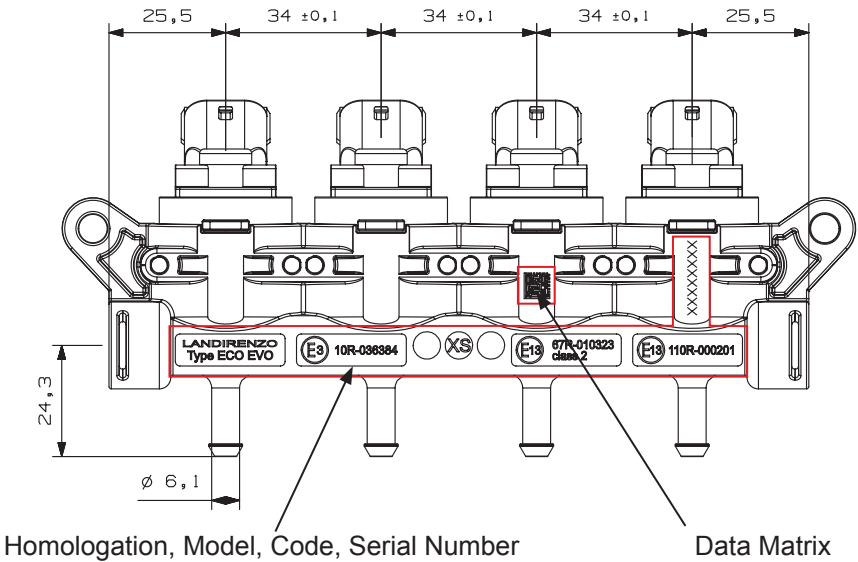 25,5 34 ±0,1 34 ±0,1 34 ±0,1 25,5
XXXXXXXX
LANDIRENZO
Type ECO EVO
E3 10R-036384
XS
E13 67R-010323
class 2
E13 110R-000201
24,3
ø 6,1
Homologation, Model, Code, Serial Number
Data Matrix